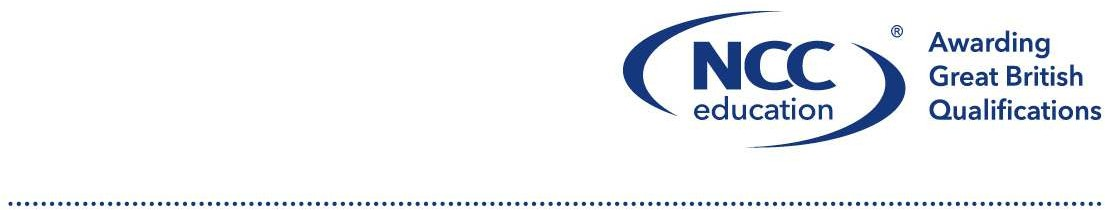 NCC
education
®
Awarding
Great British
Qualifications